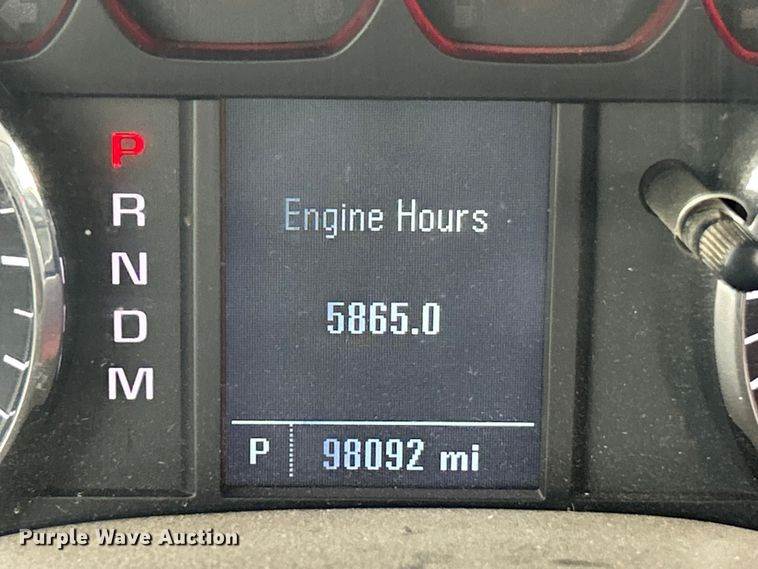 P
R
N
D
M
Engine Hours
5865.0
P 98092 mi
Purple Wave Auction